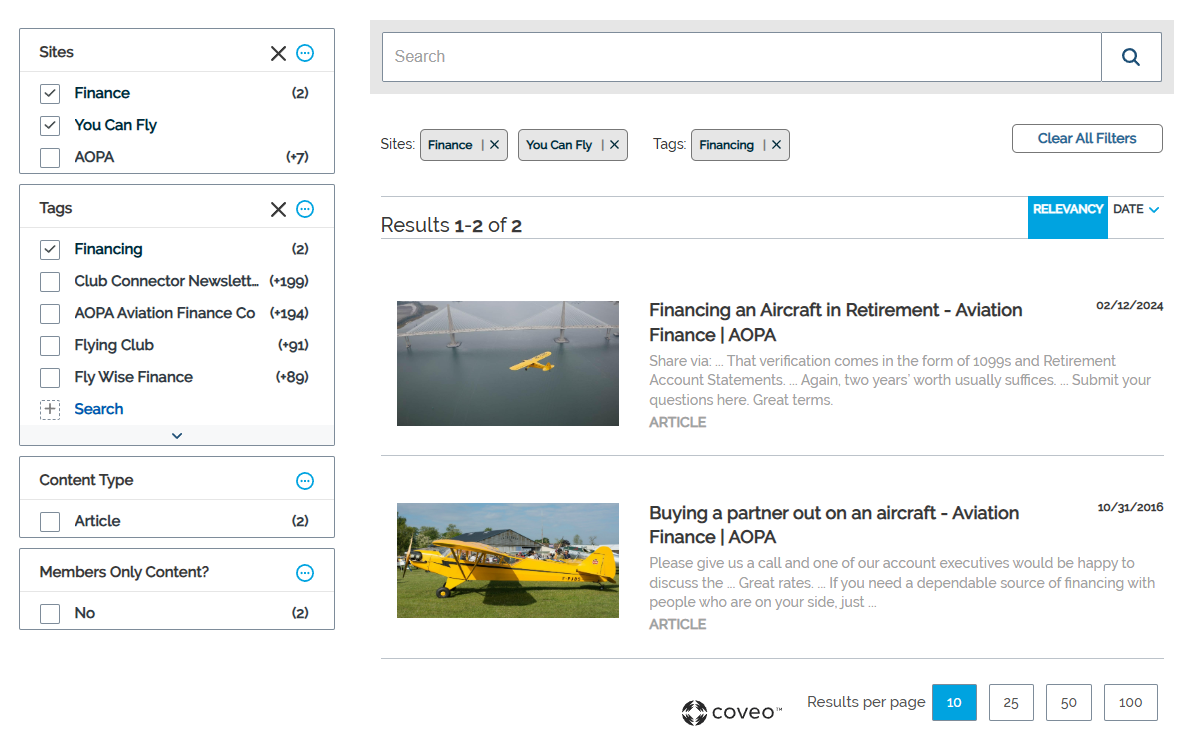 Sites
Finance (2)
You Can Fly
AOPA (+7)
Tags
Financing (2)
Club Connector Newslett... (+199)
AOPA Aviation Finance Co (+194)
Flying Club (+91)
Fly Wise Finance (+89)
Search
Content Type
Article (2)
Members Only Content?
No (2)
Search
Sites: Finance | You Can Fly | Tags: Financing |
Clear All Filters
Results 1-2 of 2
RELEVANCY DATE
Financing an Aircraft in Retirement - Aviation
Finance | AOPA
02/12/2024
Share via: ... That verification comes in the form of 1099s and Retirement
Account Statements. ... Again, two years’ worth usually suffices. ... Submit your
questions here. Great terms.
ARTICLE
Buying a partner out on an aircraft - Aviation
Finance | AOPA
10/31/2016
Please give us a call and one of our account executives would be happy to
discuss the ... Great rates. ... If you need a dependable source of financing with
people who are on your side, just ...
ARTICLE
coveo™
Results per page 10 25 50 100